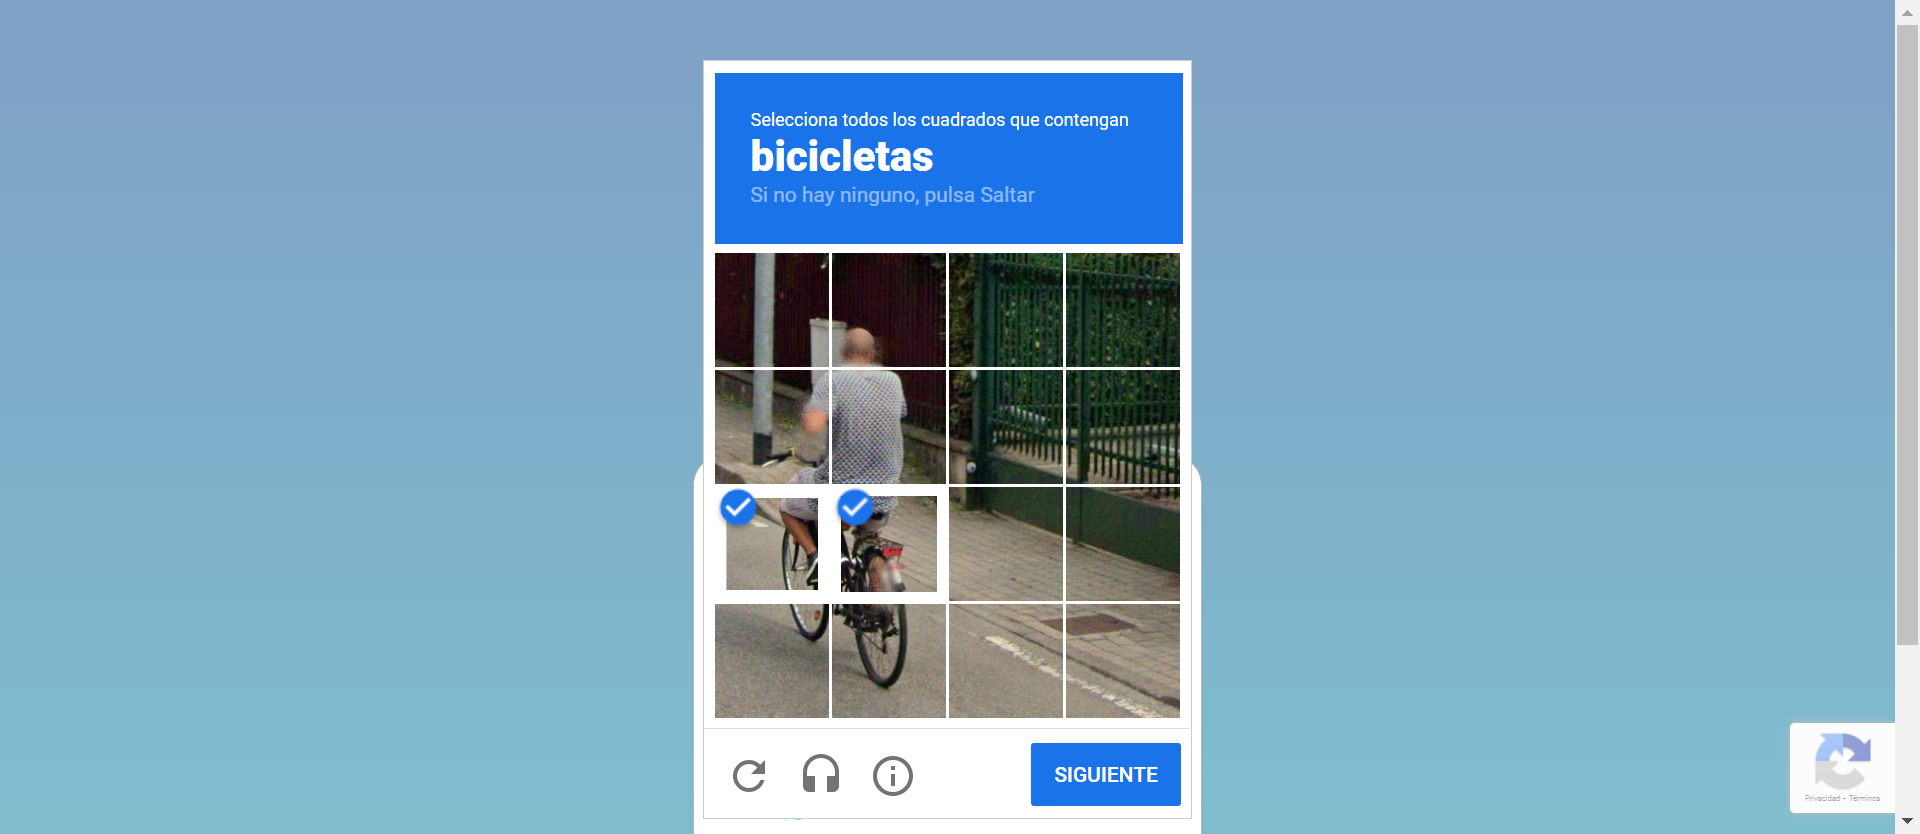 Selecciona todos los cuadrados que contengan
bicicletas
Si no hay ninguno, pulsa Saltar
SIGUIENTE
Privacidad - Términos